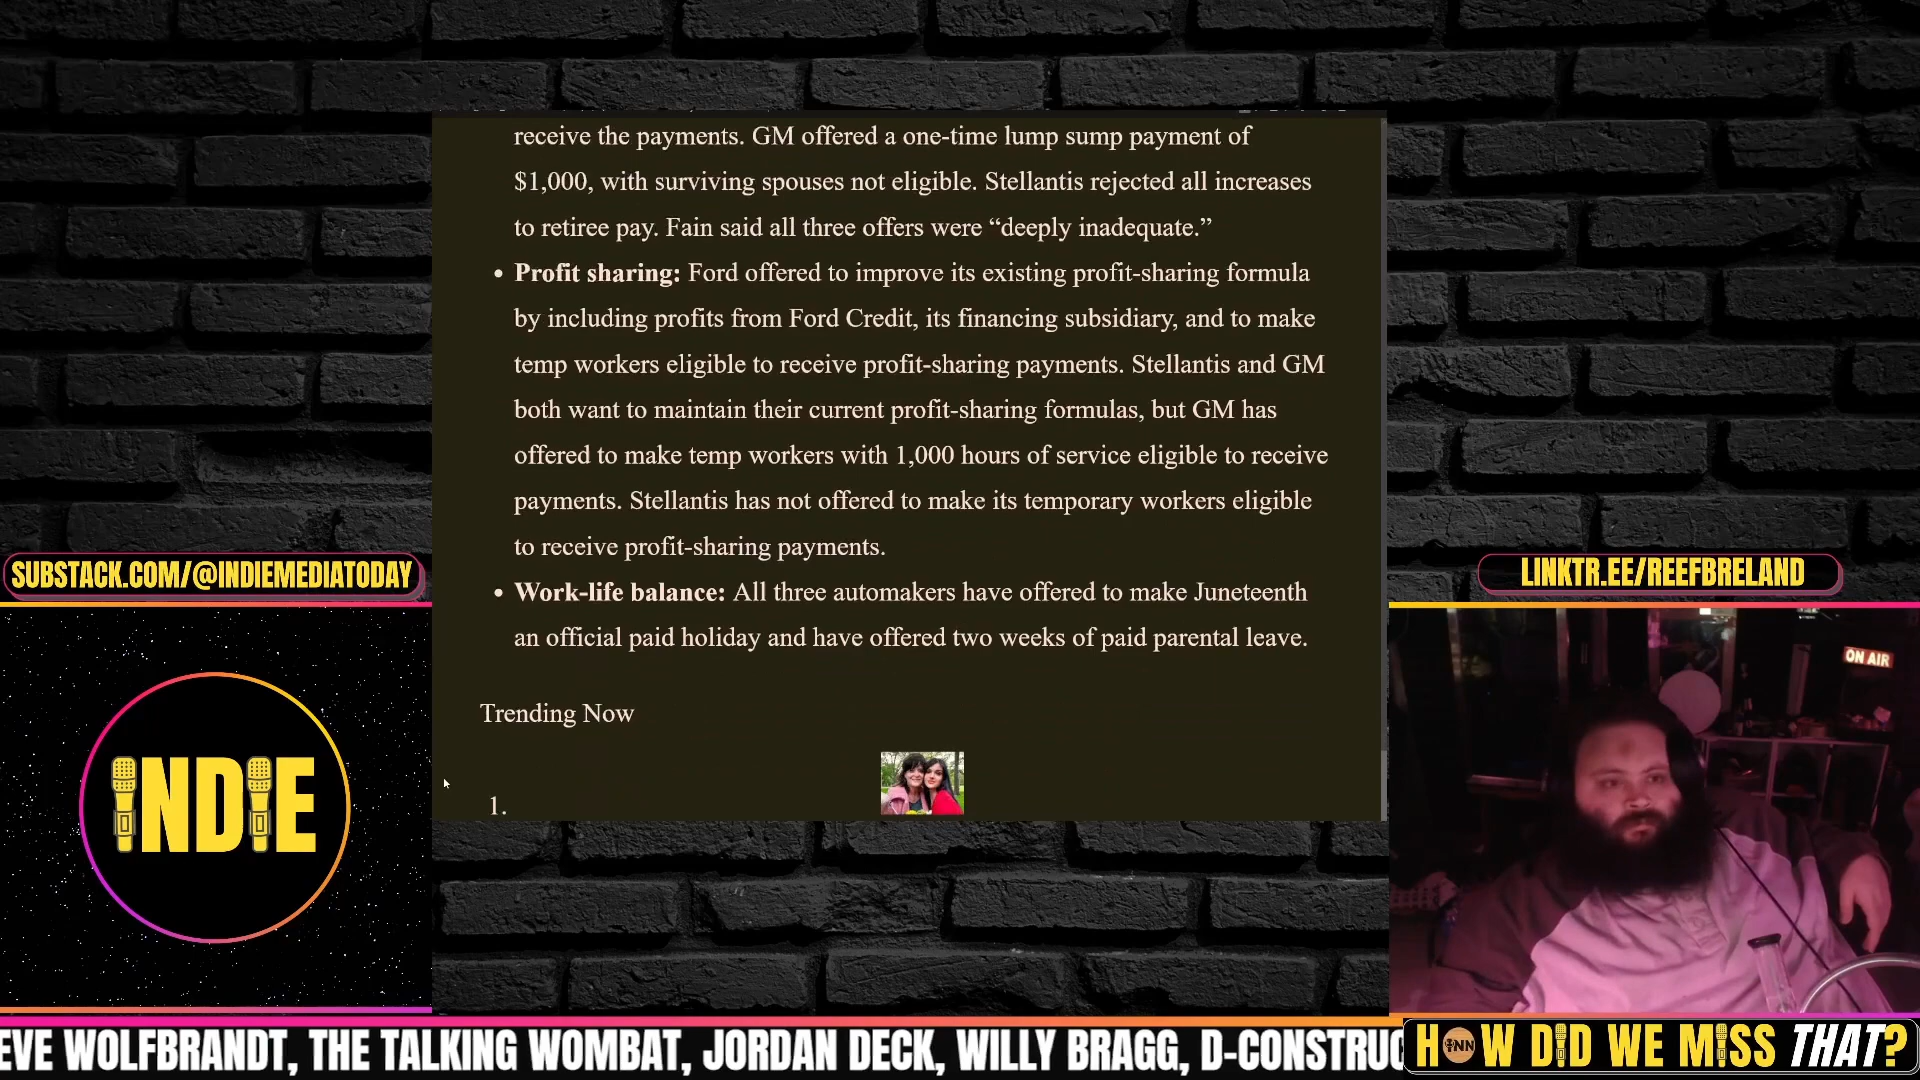 receive the payments. GM offered a one-time lump sump payment of
$1,000, with surviving spouses not eligible. Stellantis rejected all increases
to retiree pay. Fain said all three offers were “deeply inadequate.”
• Profit sharing: Ford offered to improve its existing profit-sharing formula
by including profits from Ford Credit, its financing subsidiary, and to make
temp workers eligible to receive profit-sharing payments. Stellantis and GM
both want to maintain their current profit-sharing formulas, but GM has
offered to make temp workers with 1,000 hours of service eligible to receive
payments. Stellantis has not offered to make its temporary workers eligible
to receive profit-sharing payments.
• Work-life balance: All three automakers have offered to make Juneteenth
an official paid holiday and have offered two weeks of paid parental leave.
Trending Now
1.
SUBSTACK.COM/@INDIEMEDIATODAY
LINKTR.EE/REEFBRELAND
INDIE
ON AIR
EVE WOLFBRANDT, THE TALKING WOMBAT, JORDAN DECK, WILLY BRAGG, D-CONSTRUC
HOW DID WE MISS THAT?
INN